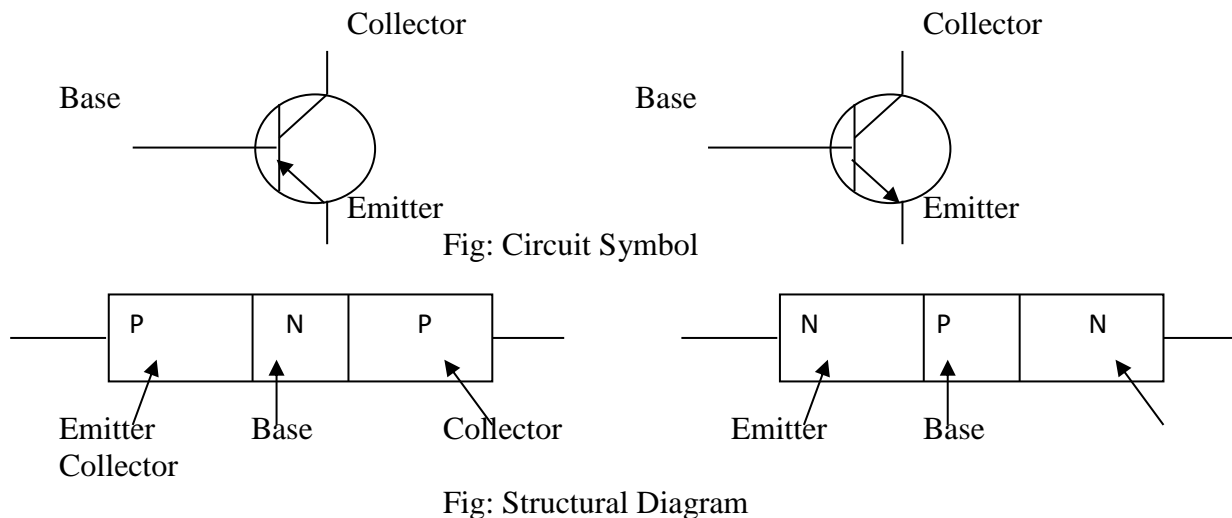 Collector Collector
Base Base
Emitter Emitter
Fig: Circuit Symbol
P N P N P N
Emitter Base Collector Emitter Base
Collector
Fig: Structural Diagram